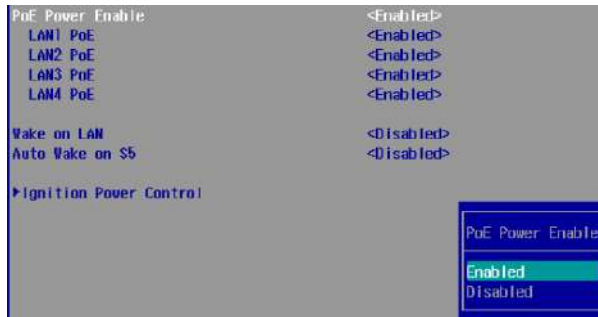 PoE Power Enable <Enabled>
LAN1 PoE <Enabled>
LAN2 PoE <Enabled>
LAN3 PoE <Enabled>
LAN4 PoE <Enabled>
Wake on LAN <Disabled>
Auto Wake on S5 <Disabled>
▶Ignition Power Control
PoE Power Enable
Enabled
Disabled